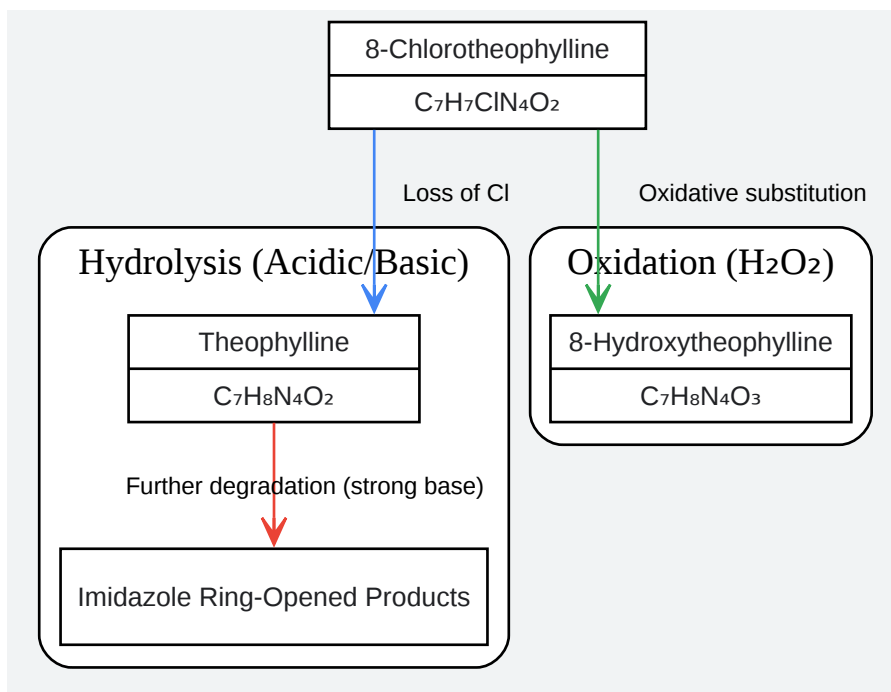 8-Chlorotheophylline
C₇H₇ClN₄O₂
Loss of Cl
Oxidative substitution
Hydrolysis (Acidic/Basic)
Oxidation (H₂O₂)
Theophylline
C₇H₈N₄O₂
8-Hydroxytheophylline
C₇H₈N₄O₃
Further degradation (strong base)
Imidazole Ring-Opened Products